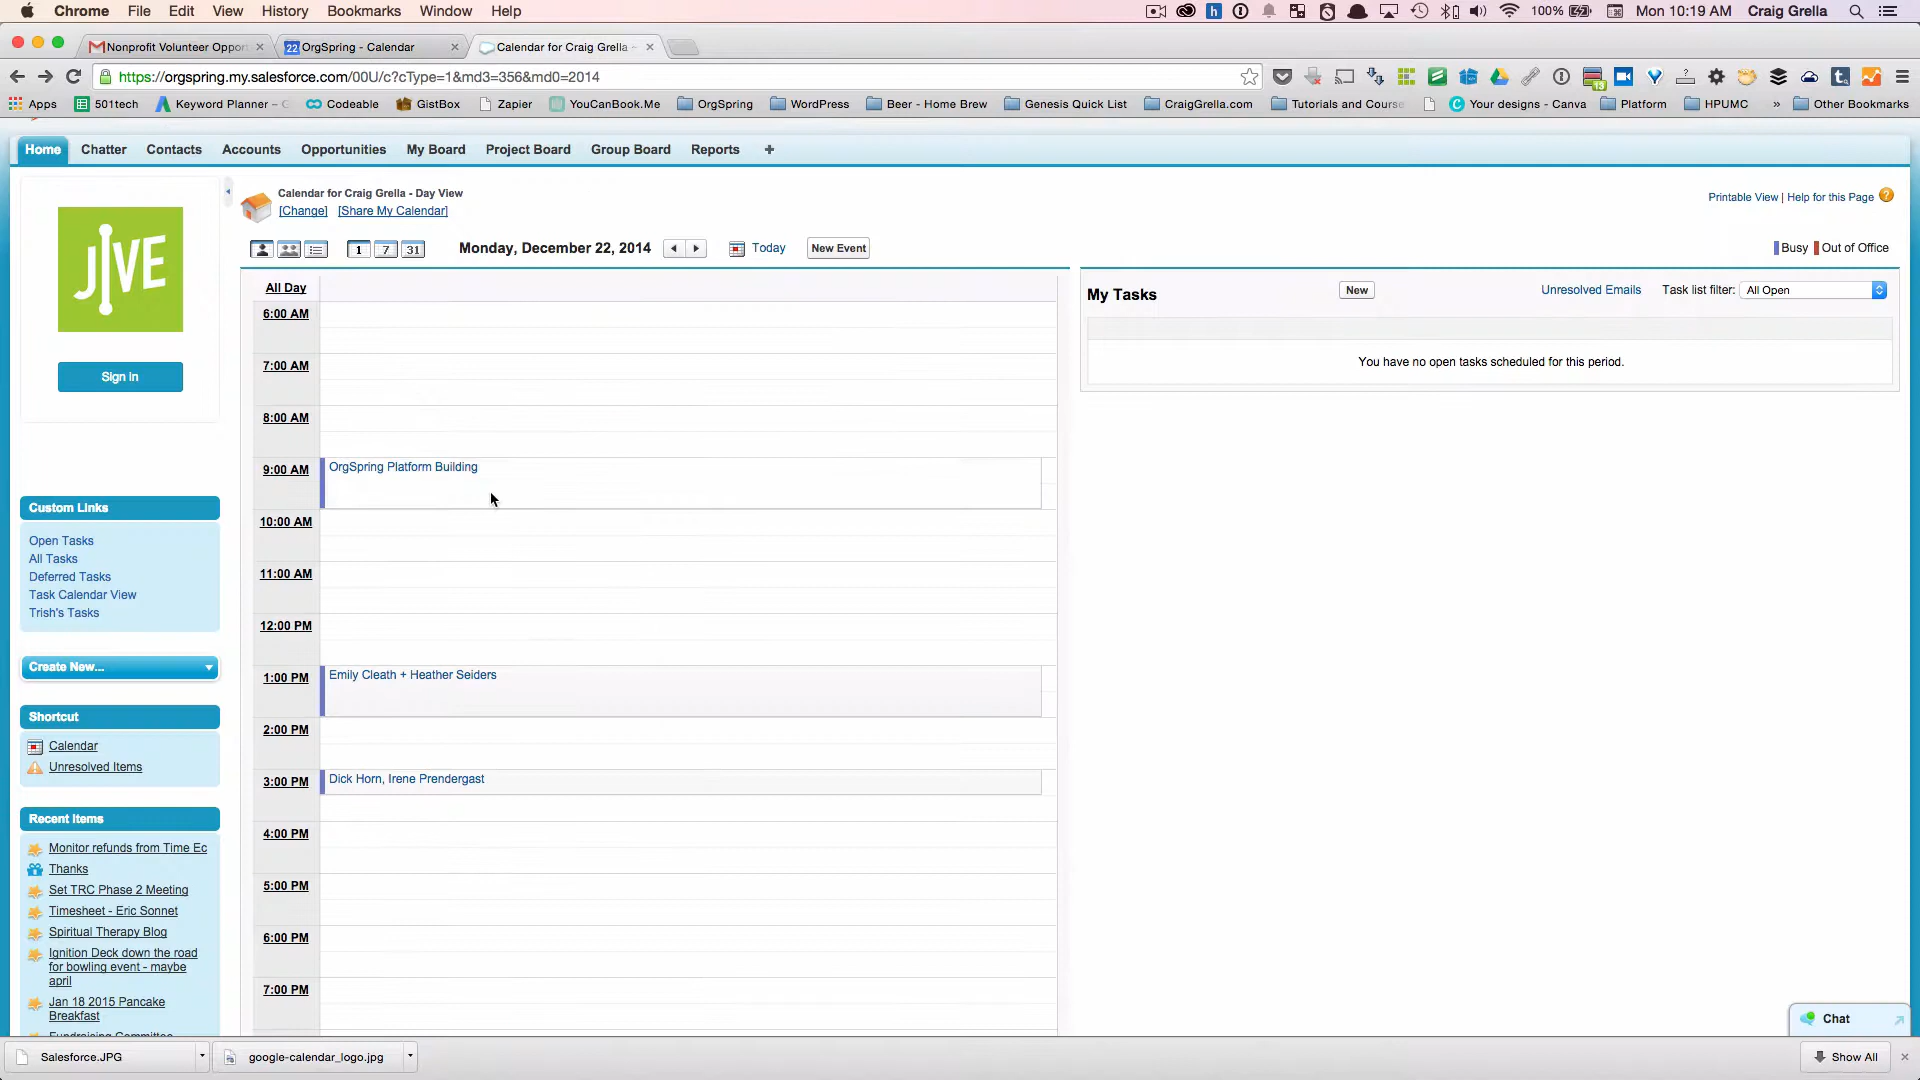 Chrome File Edit View History Bookmarks Window Help 100% Mon 10:19 AM Craig Grella
Nonprofit Volunteer Oppor
OrgSpring - Calendar
Calendar for Craig Grella -
https://orgspring.my.salesforce.com/00U/c?cType=1&md3=356&md0=2014
Apps 501tech Keyword Planner – Codeable GistBox Zapier YouCanBook.Me OrgSpring WordPress Beer - Home Brew Genesis Quick List CraigGrella.com Tutorials and Course Your designs - Canva Platform HPUMC » Other Bookmarks
Home Chatter Contacts Accounts Opportunities My Board Project Board Group Board Reports +
JIVE
Sign in
Custom Links
Open Tasks
All Tasks
Deferred Tasks
Task Calendar View
Trish's Tasks
Create New...
Shortcut
Calendar
Unresolved Items
Recent Items
Monitor refunds from Time Ec
Thanks
Set TRC Phase 2 Meeting
Timesheet - Eric Sonnet
Spiritual Therapy Blog
Ignition Deck down the road
for bowling event - maybe
april
Jan 18 2015 Pancake
Breakfast
Fundraising Committee
Calendar for Craig Grella - Day View
[Change] [Share My Calendar]
Printable View | Help for this Page ?
1 7 31 Monday, December 22, 2014 Today New Event
Busy Out of Office
All Day
6:00 AM
7:00 AM
8:00 AM
9:00 AM OrgSpring Platform Building
10:00 AM
11:00 AM
12:00 PM
1:00 PM Emily Cleath + Heather Seiders
2:00 PM
3:00 PM Dick Horn, Irene Prendergast
4:00 PM
5:00 PM
6:00 PM
7:00 PM
My Tasks New Unresolved Emails Task list filter: All Open
You have no open tasks scheduled for this period.
Chat
Salesforce.JPG google-calendar_logo.jpg Show All